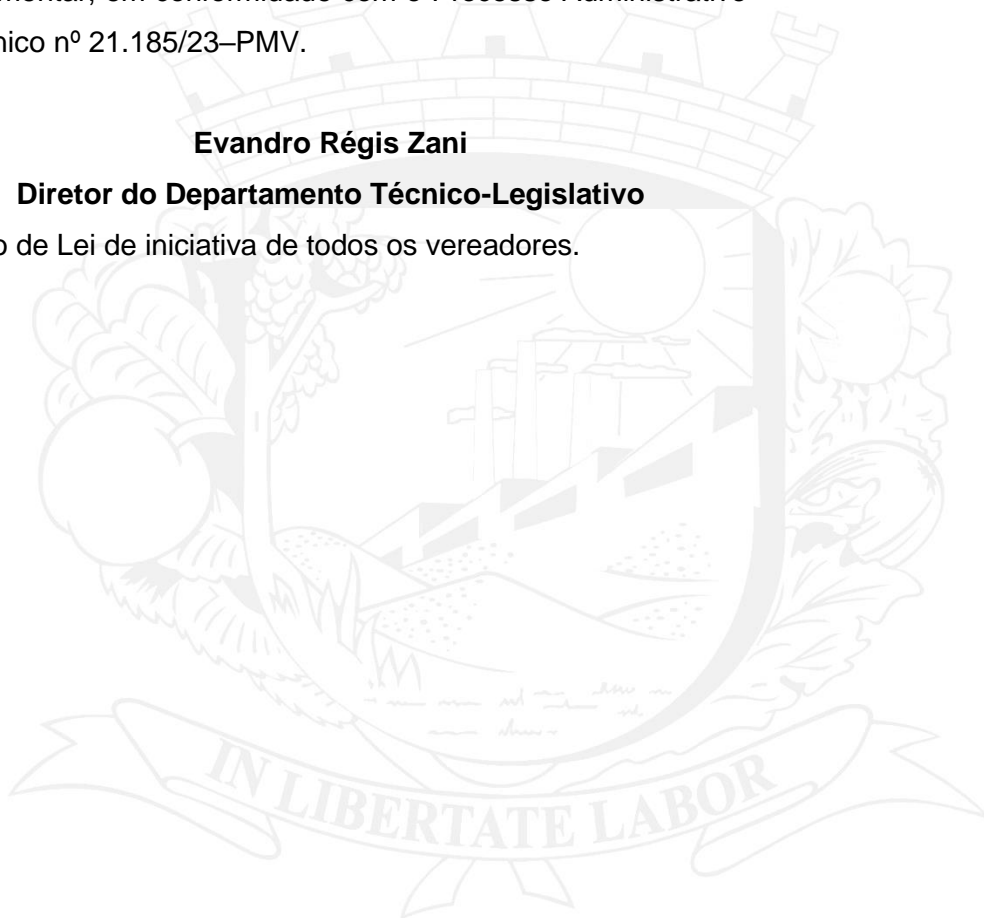 mentar, em conformidade com o Processo Administrativo
nico nº 21.185/23–PMV.
Evandro Régis Zani
Diretor do Departamento Técnico-Legislativo
o de Lei de iniciativa de todos os vereadores.
IN LIBERTATE LABOR